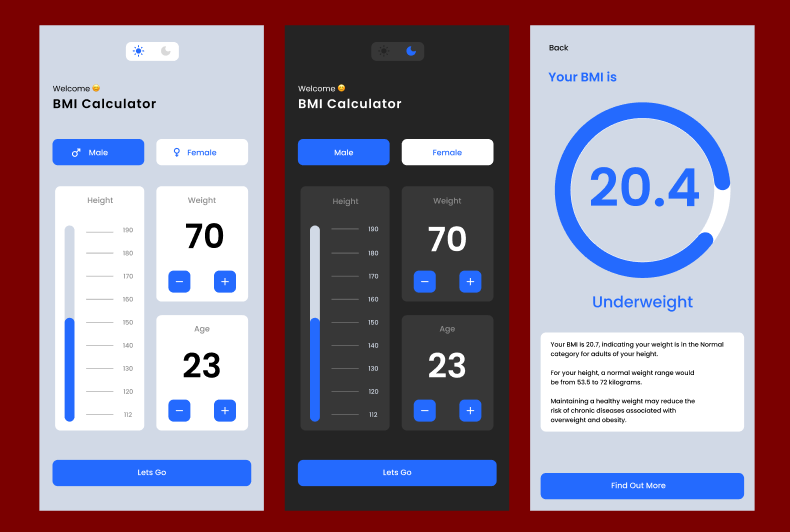 Welcome 😊
BMI Calculator
Male
Female
Height
190
180
170
160
150
140
130
120
112
Weight
70
−
+
Age
23
−
+
Lets Go
Welcome 😊
BMI Calculator
Male
Female
Height
190
180
170
160
150
140
130
120
112
Weight
70
−
+
Age
23
−
+
Lets Go
Back
Your BMI is
20.4
Underweight
Your BMI is 20.7, indicating your weight is in the Normal
category for adults of your height.
For your height, a normal weight range would
be from 53.5 to 72 kilograms.
Maintaining a healthy weight may reduce the
risk of chronic diseases associated with
overweight and obesity.
Find Out More